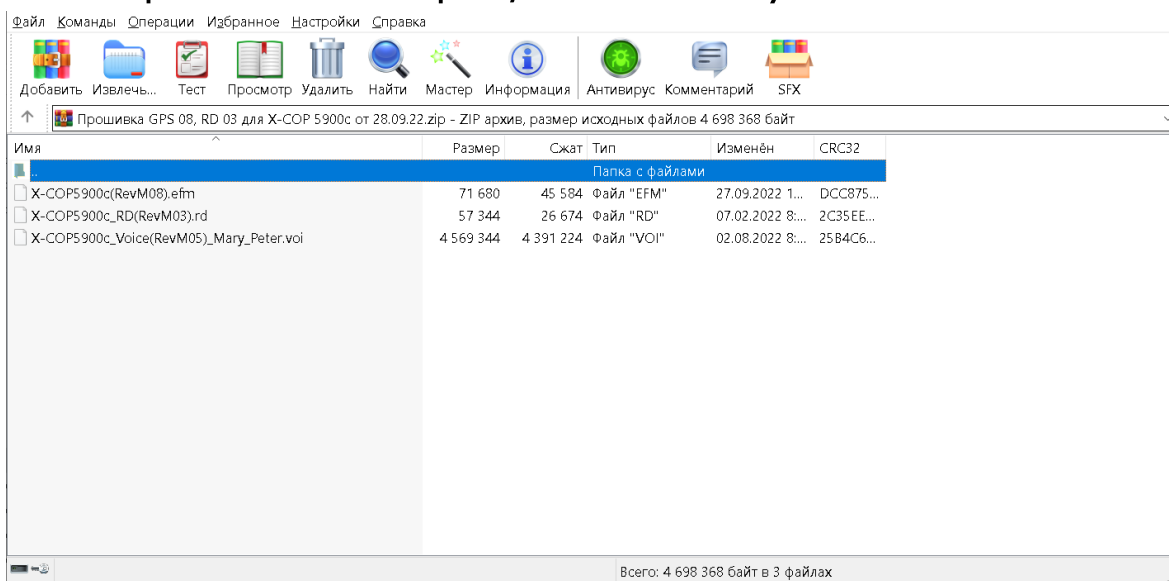 Файл Команды Операции Избранное Настройки Справка
Добавить Извлечь... Тест Просмотр Удалить Найти Мастер Информация Антивирус Комментарий SFX
Прошивка GPS 08, RD 03 для X-COP 5900c от 28.09.22.zip - ZIP архив, размер исходных файлов 4 698 368 байт
Имя Размер Сжат Тип Изменён CRC32
.. Папка с файлами
X-COP5900c(RevM08).efm 71 680 45 584 Файл "EFM" 27.09.2022 1... DCC875...
X-COP5900c_RD(RevM03).rd 57 344 26 674 Файл "RD" 07.02.2022 8:... 2C35EE...
X-COP5900c_Voice(RevM05)_Mary_Peter.voi 4 569 344 4 391 224 Файл "VOI" 02.08.2022 8:... 25B4C6...
Всего: 4 698 368 байт в 3 файлах